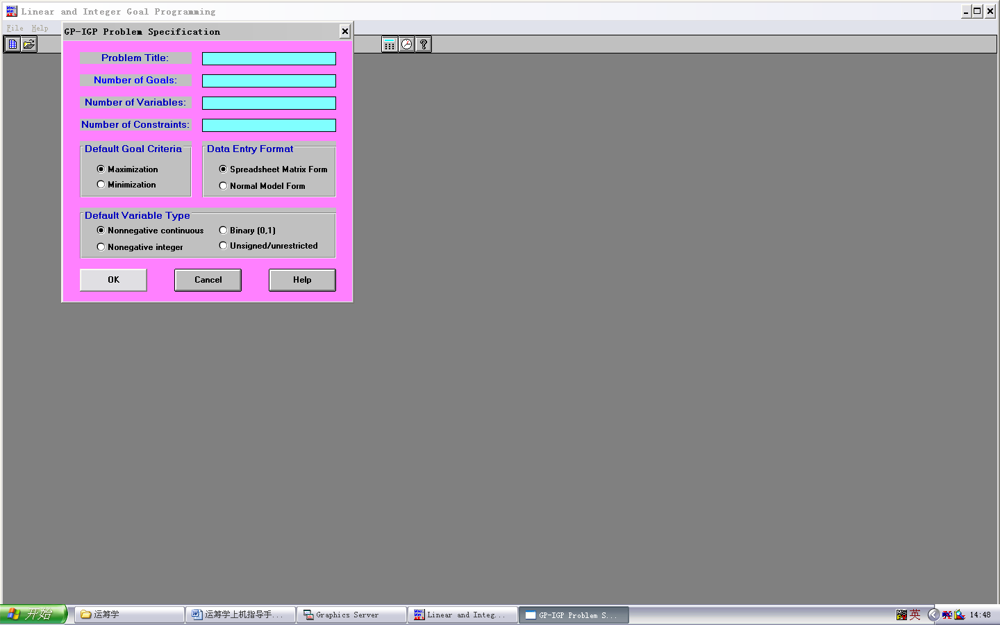 Linear and Integer Goal Programming
File Help
GP-IGP Problem Specification
Problem Title:
Number of Goals:
Number of Variables:
Number of Constraints:
Default Goal Criteria
Maximization
Minimization
Data Entry Format
Spreadsheet Matrix Form
Normal Model Form
Default Variable Type
Nonnegative continuous
Nonegative integer
Binary (0,1)
Unsigned/unrestricted
OK Cancel Help
开始 运筹学 运筹学上机指导手... Graphics Server Linear and Integ... GP-IGP Problem S... 英 14:48